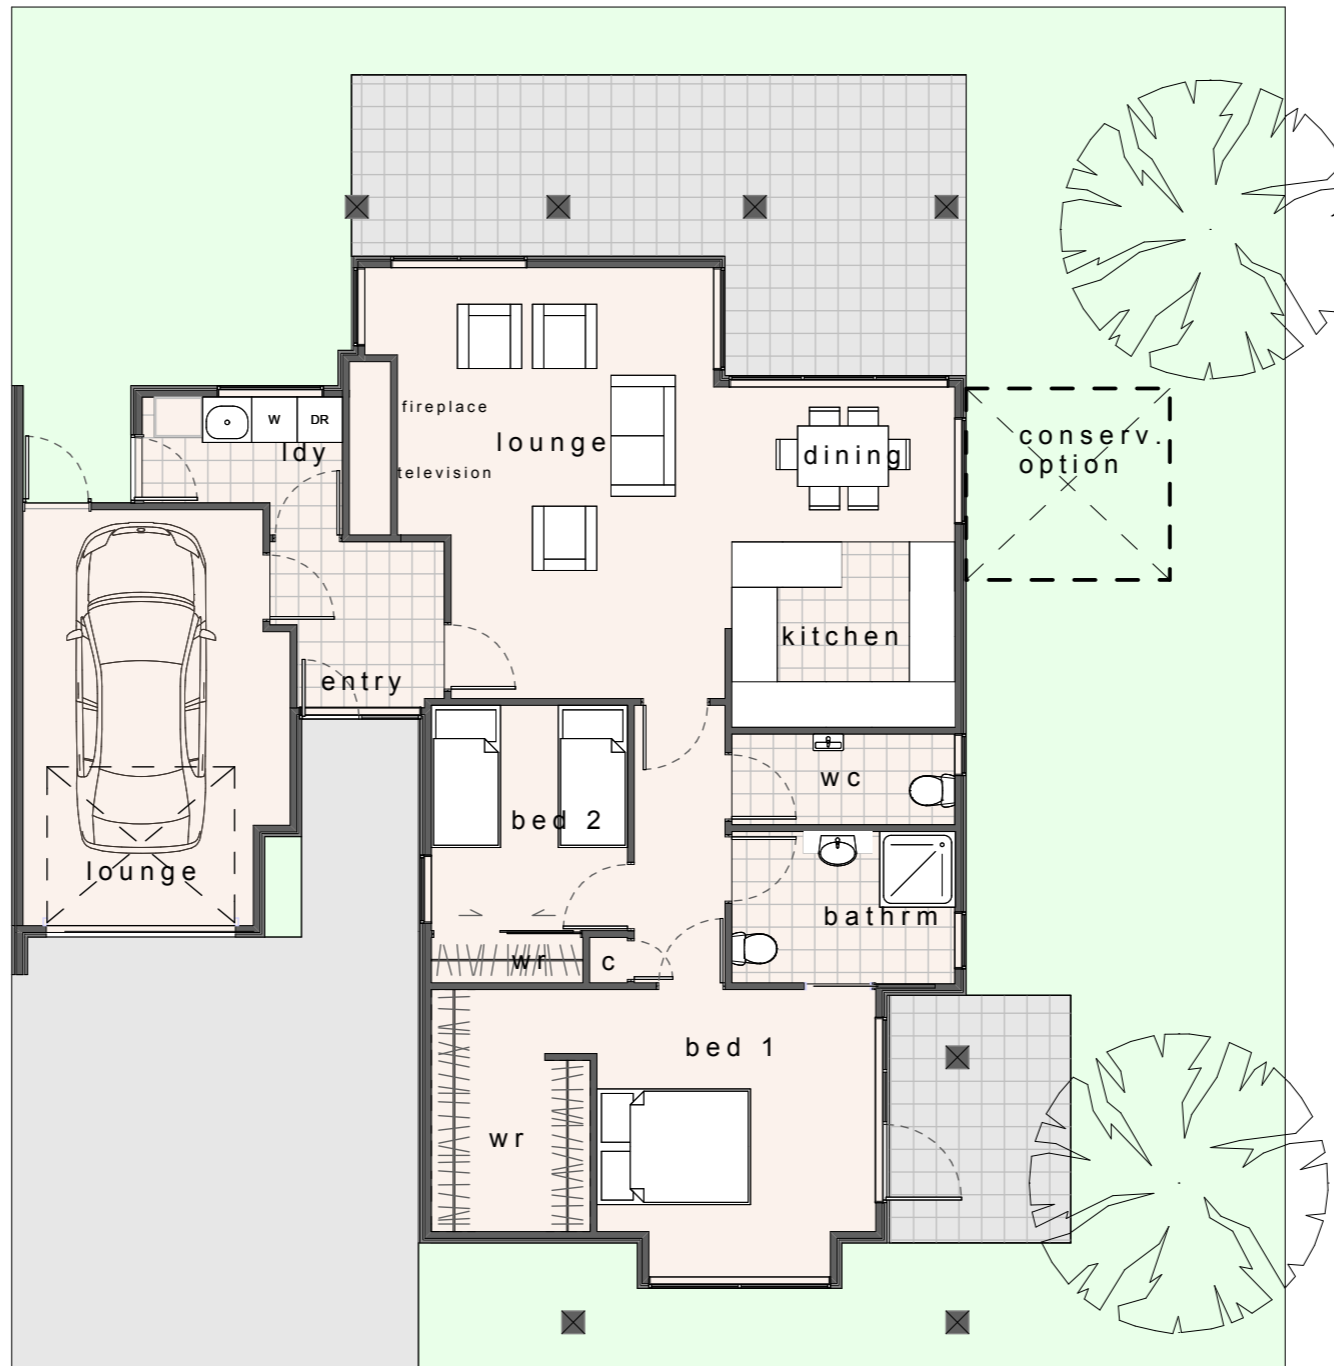 fireplace
W
DR
ldy
lounge
television
dining
conserv.
option
kitchen
entry
wc
bed 2
lounge
bathrm
wr
c
bed 1
wr